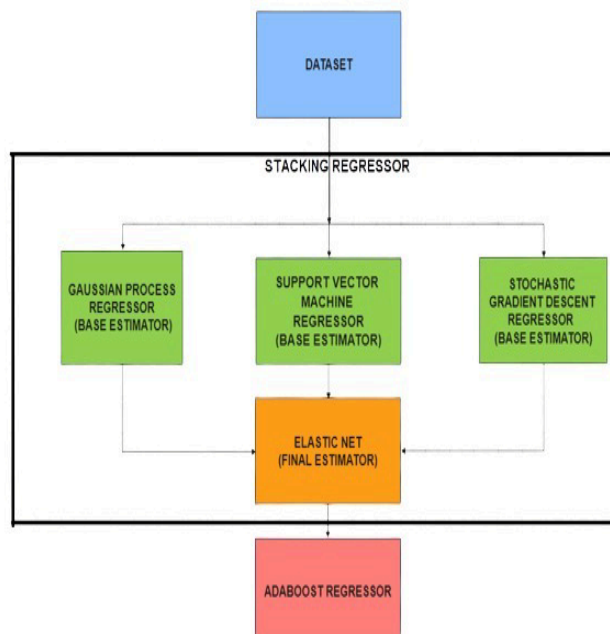 DATASET
STACKING REGRESSOR
GAUSSIAN PROCESS
REGRESSOR
(BASE ESTIMATOR)
SUPPORT VECTOR
MACHINE
REGRESSOR
(BASE ESTIMATOR)
STOCHASTIC
GRADIENT DESCENT
REGRESSOR
(BASE ESTIMATOR)
ELASTIC NET
(FINAL ESTIMATOR)
ADABOOST REGRESSOR